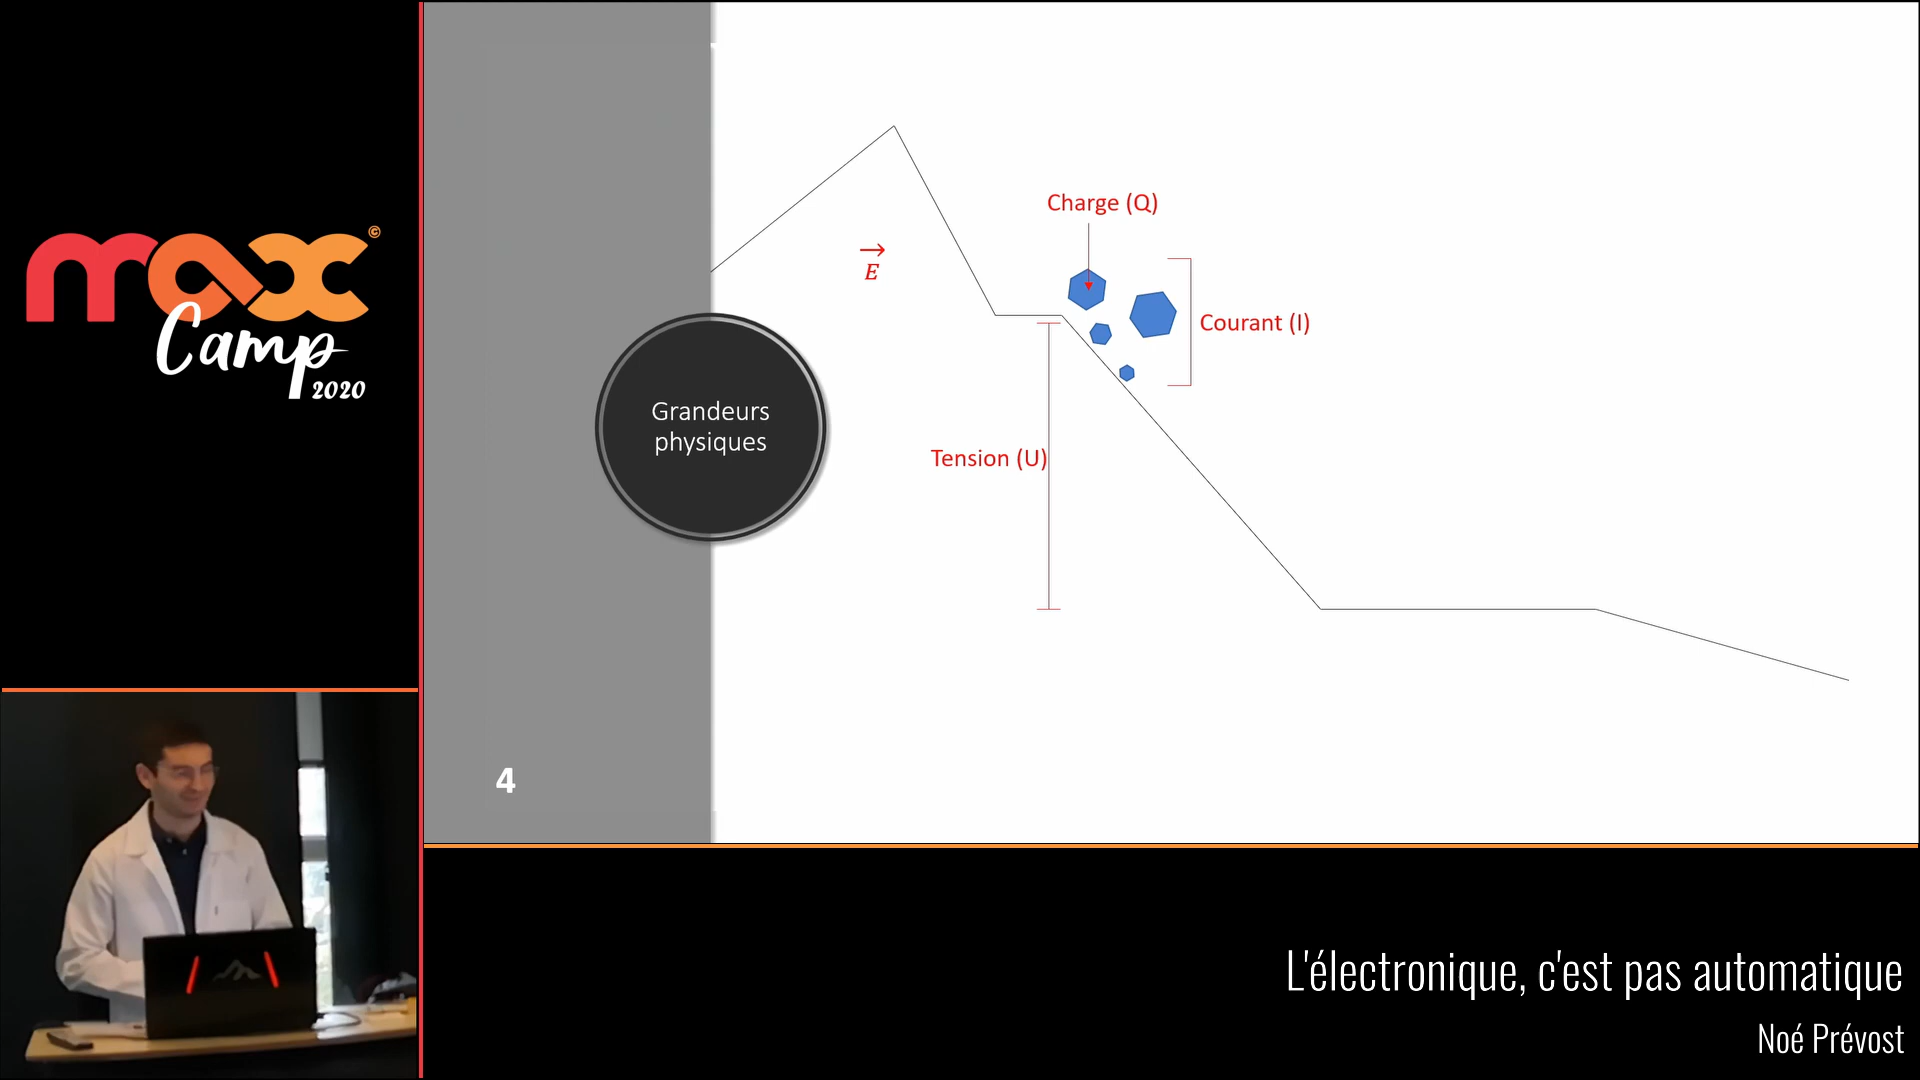 max ©
Camp
2020
Charge (Q)
E
Courant (I)
Grandeurs
physiques
Tension (U)
4
L'électronique, c'est pas automatique
Noé Prévost